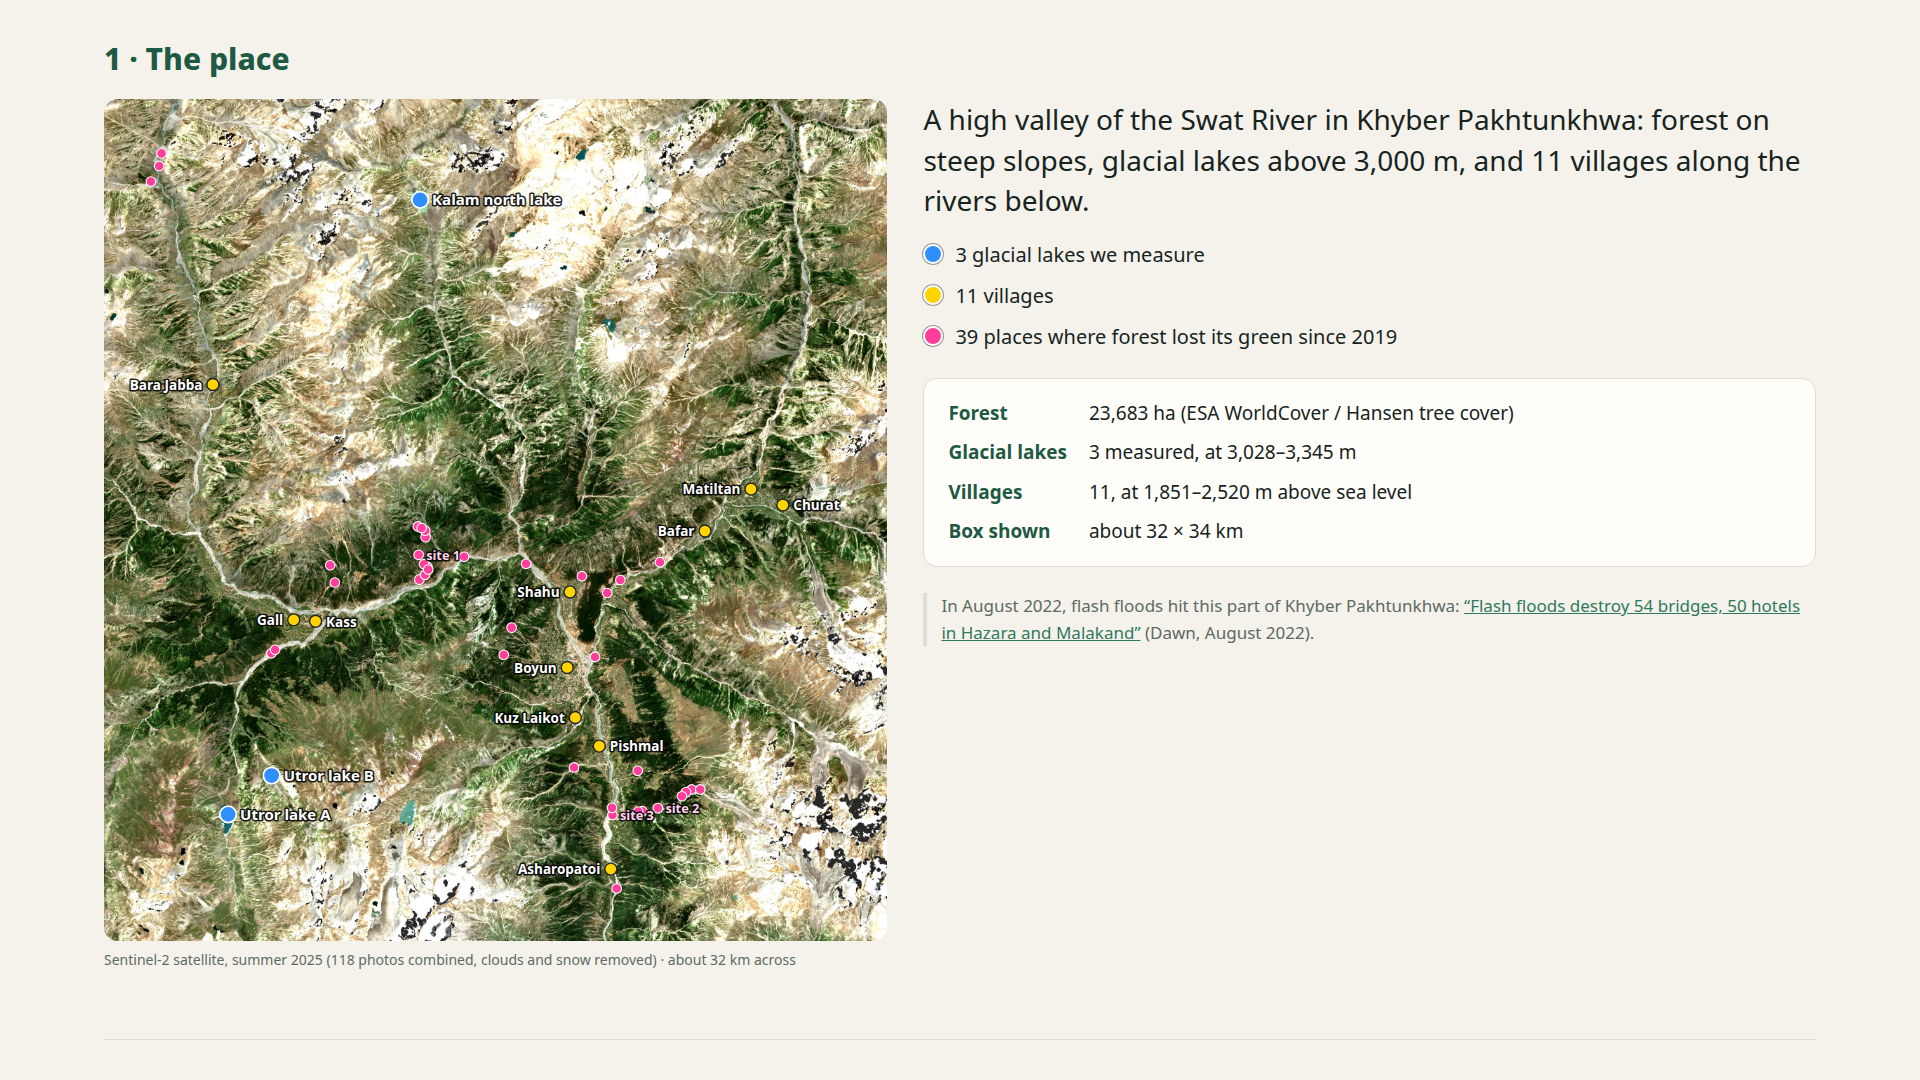 1 · The place
Kalam north lake
Bara Jabba
Matiltan
Churat
Bafar
site 1
Shahu
Gall
Kass
Boyun
Kuz Laikot
Pishmal
Utror lake B
Utror lake A
site 2
site 3
Asharopatoi
Sentinel-2 satellite, summer 2025 (118 photos combined, clouds and snow removed) · about 32 km across
A high valley of the Swat River in Khyber Pakhtunkhwa: forest on
steep slopes, glacial lakes above 3,000 m, and 11 villages along the
rivers below.
3 glacial lakes we measure
11 villages
39 places where forest lost its green since 2019
Forest 23,683 ha (ESA WorldCover / Hansen tree cover)
Glacial lakes 3 measured, at 3,028–3,345 m
Villages 11, at 1,851–2,520 m above sea level
Box shown about 32 × 34 km
In August 2022, flash floods hit this part of Khyber Pakhtunkhwa: “Flash floods destroy 54 bridges, 50 hotels
in Hazara and Malakand” (Dawn, August 2022).